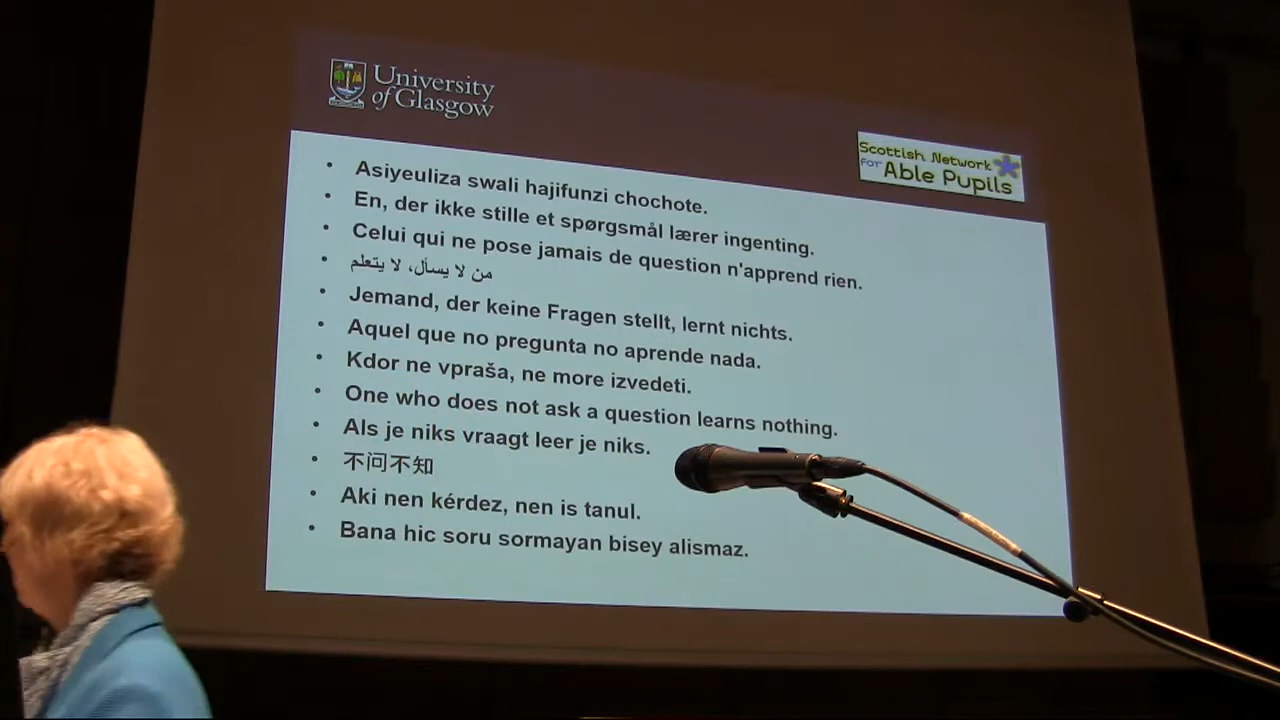 University
of Glasgow
Scottish Network
for Able Pupils
• Asiyeuliza swali hajifunzi chochote.
• En, der ikke stille et spørgsmål lærer ingenting.
• Celui qui ne pose jamais de question n'apprend rien.
• من لا يسأل، لا يتعلم
• Jemand, der keine Fragen stellt, lernt nichts.
• Aquel que no pregunta no aprende nada.
• Kdor ne vpraša, ne more izvedeti.
• One who does not ask a question learns nothing.
• Als je niks vraagt leer je niks.
• 不问不知
• Aki nen kérdez, nen is tanul.
• Bana hic soru sormayan bisey alismaz.